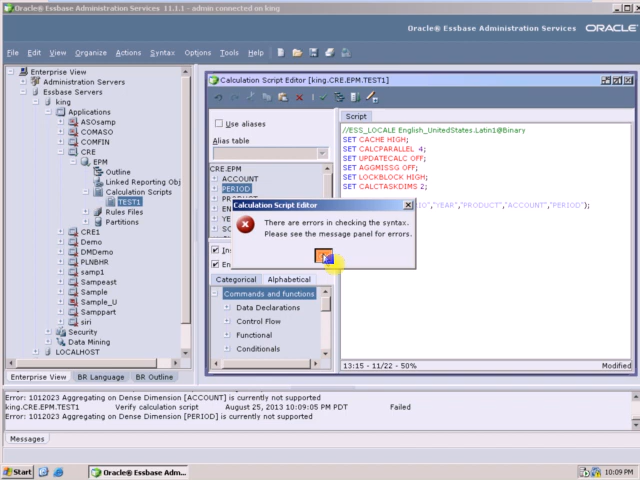 Oracle® Essbase Administration Services 11.1.1 - admin connected on king
Oracle® Essbase Administration Services ORACLE
File Edit View Organize Actions Syntax Options Tools Help
Enterprise View
Administration Servers
Essbase Servers
king
Applications
ASOsamp
COMASO
COMFIN
CRE
EPM
Outline
Linked Reporting Obj
Calculation Scripts
TEST1
Rules Files
Partitions
CRE1
Demo
DMDemo
PLNBHR
samp1
Sampeast
Sample
Sample_U
Samppart
siri
Security
Data Mining
LOCALHOST
Enterprise View BR Language BR Outline
Calculation Script Editor [king.CRE.EPM.TEST1]
Use aliases
Alias table
CRE.EPM
ACCOUNT
PERIOD
PRODUCT
EN
YE
SC
Ins
En
Categorical Alphabetical
Commands and functions
Data Declarations
Control Flow
Functional
Conditionals
Script
//ESS_LOCALE English_UnitedStates.Latin1@Binary
SET CACHE HIGH;
SET CALCPARALLEL 4;
SET UPDATECALC OFF;
SET AGGMISSG OFF;
SET LOCKBLOCK HIGH;
SET CALCTASKDIMS 2;
IO","YEAR","PRODUCT","ACCOUNT","PERIOD");
13:15 - 11/22 - 50% Modified
Calculation Script Editor
There are errors in checking the syntax.
Please see the message panel for errors.
Error: 1012023 Aggregating on Dense Dimension [ACCOUNT] is currently not supported
king.CRE.EPM.TEST1 Verify calculation script August 25, 2013 10:09:05 PM PDT Failed
Error: 1012023 Aggregating on Dense Dimension [PERIOD] is currently not supported
Messages
Start Oracle® Essbase Adm... 10:09 PM